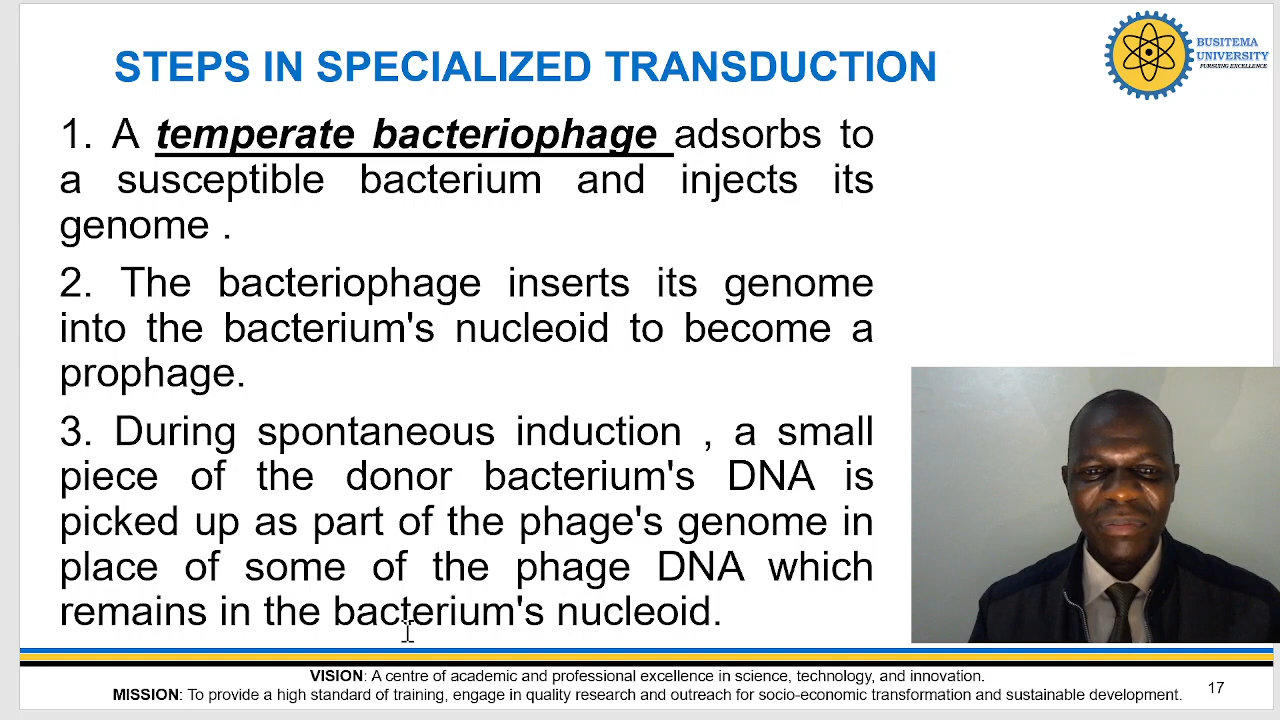 STEPS IN SPECIALIZED TRANSDUCTION
BUSITEMA
UNIVERSITY
PURSUING EXCELLENCE
1. A temperate bacteriophage adsorbs to
a susceptible bacterium and injects its
genome .
2. The bacteriophage inserts its genome
into the bacterium's nucleoid to become a
prophage.
3. During spontaneous induction , a small
piece of the donor bacterium's DNA is
picked up as part of the phage's genome in
place of some of the phage DNA which
remains in the bacterium's nucleoid.
VISION: A centre of academic and professional excellence in science, technology, and innovation.
MISSION: To provide a high standard of training, engage in quality research and outreach for socio-economic transformation and sustainable development.
17